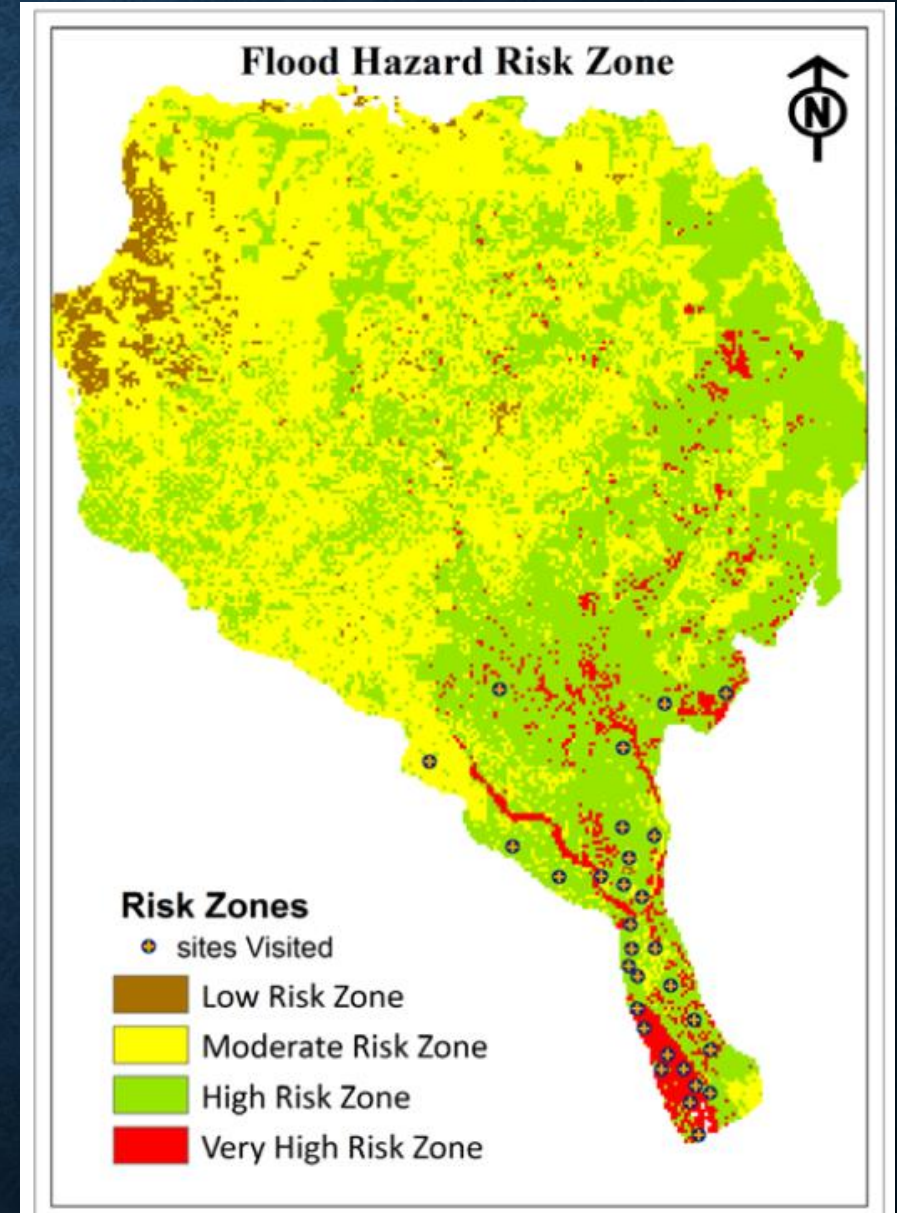 Flood Hazard Risk Zone
N
Risk Zones
sites Visited
Low Risk Zone
Moderate Risk Zone
High Risk Zone
Very High Risk Zone